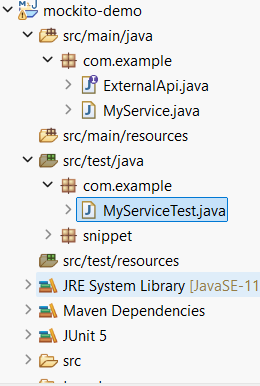 mockito-demo
src/main/java
com.example
ExternalApi.java
MyService.java
src/main/resources
src/test/java
com.example
MyServiceTest.java
snippet
src/test/resources
JRE System Library [JavaSE-11
Maven Dependencies
JUnit 5
src